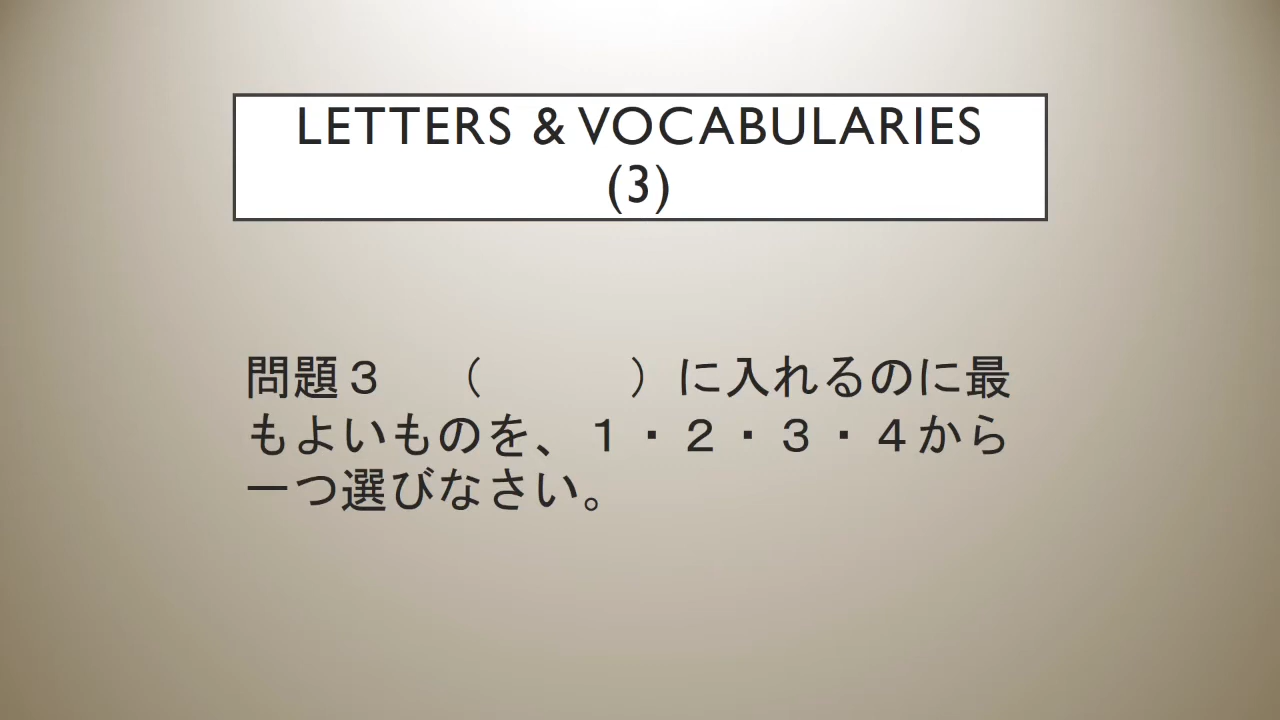 LETTERS & VOCABULARIES
(3)
問題３　（　　　）に入れるのに最
もよいものを、１・２・３・４から
一つ選びなさい。